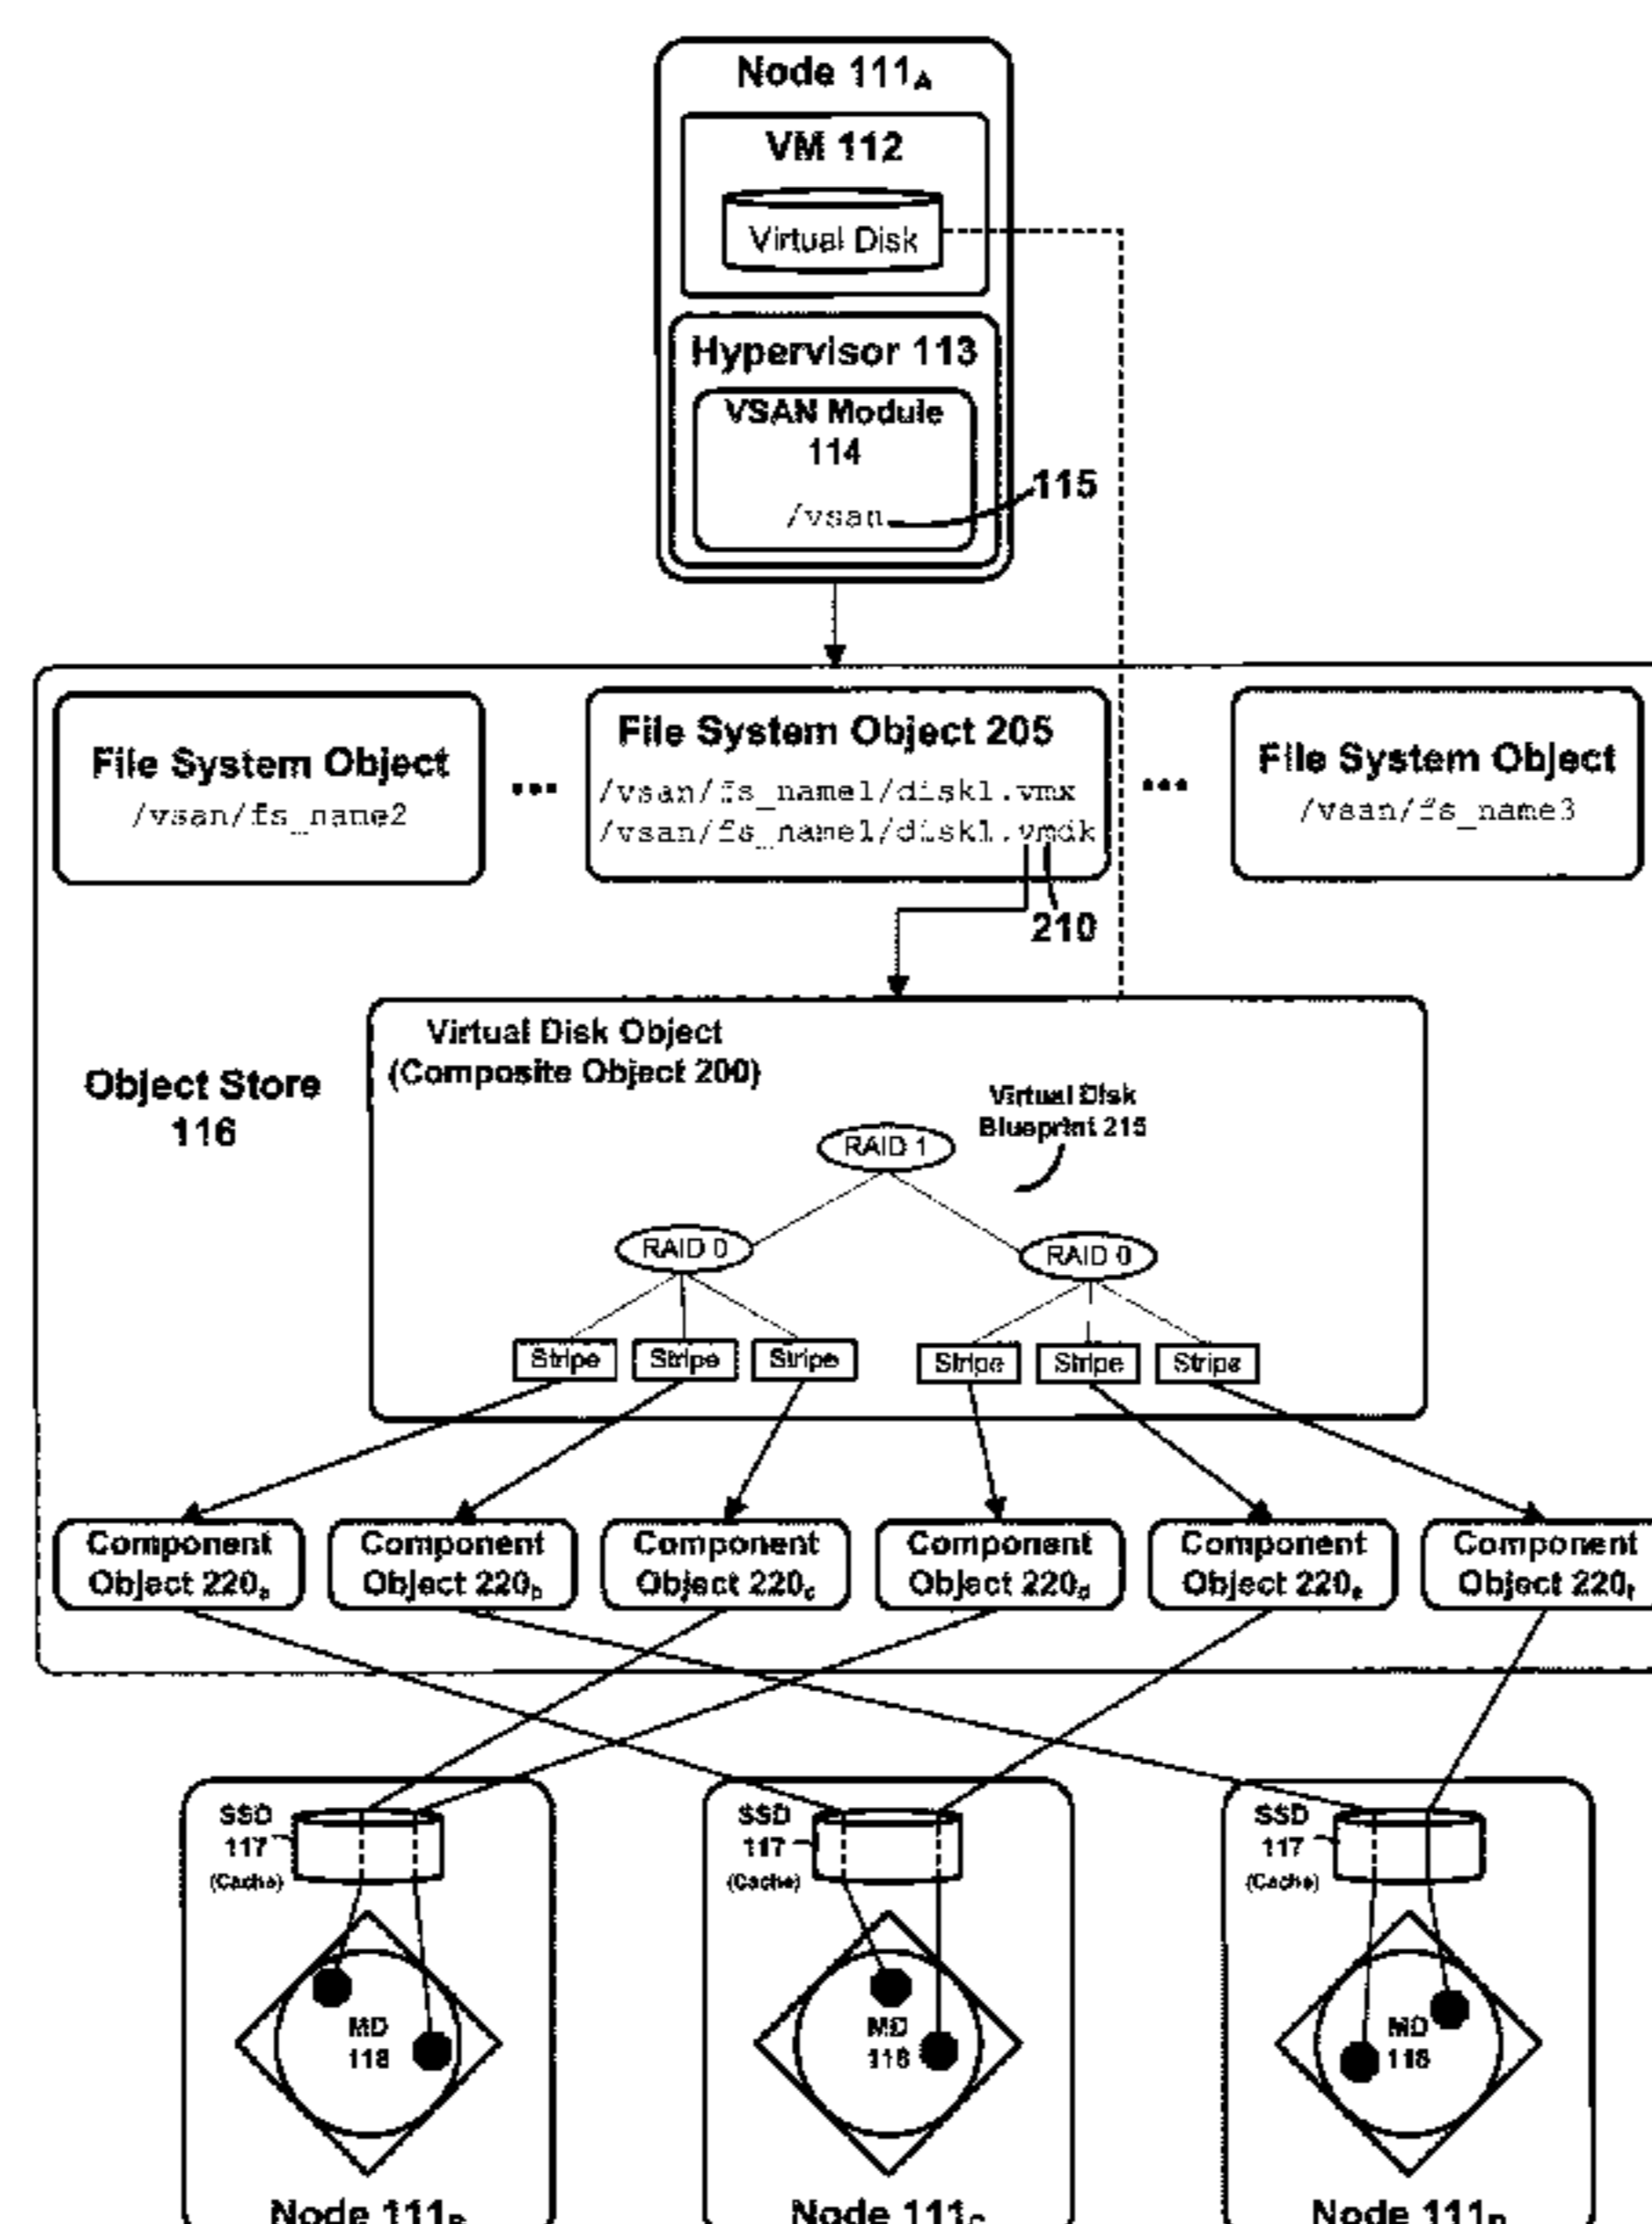 Node 111A
VM 112
Virtual Disk
Hypervisor 113
VSAN Module
114
/vsan
115
File System Object
/vsan/fs_name2
...
File System Object 205
/vsan/fs_name1/disk1.vmx
/vsan/fs_name1/disk1.vmdk
...
File System Object
/vsan/fs_name3
210
Object Store
116
Virtual Disk Object
(Composite Object 200)
Virtual Disk
Blueprint 215
RAID 1
RAID 0
RAID 0
Stripe
Stripe
Stripe
Stripe
Stripe
Stripe
Component
Object 220a
Component
Object 220b
Component
Object 220c
Component
Object 220d
Component
Object 220e
Component
Object 220f
SSD
117
(Cache)
MD
118
Node 111B
SSD
117
(Cache)
MD
118
Node 111C
SSD
117
(Cache)
MD
118
Node 111D